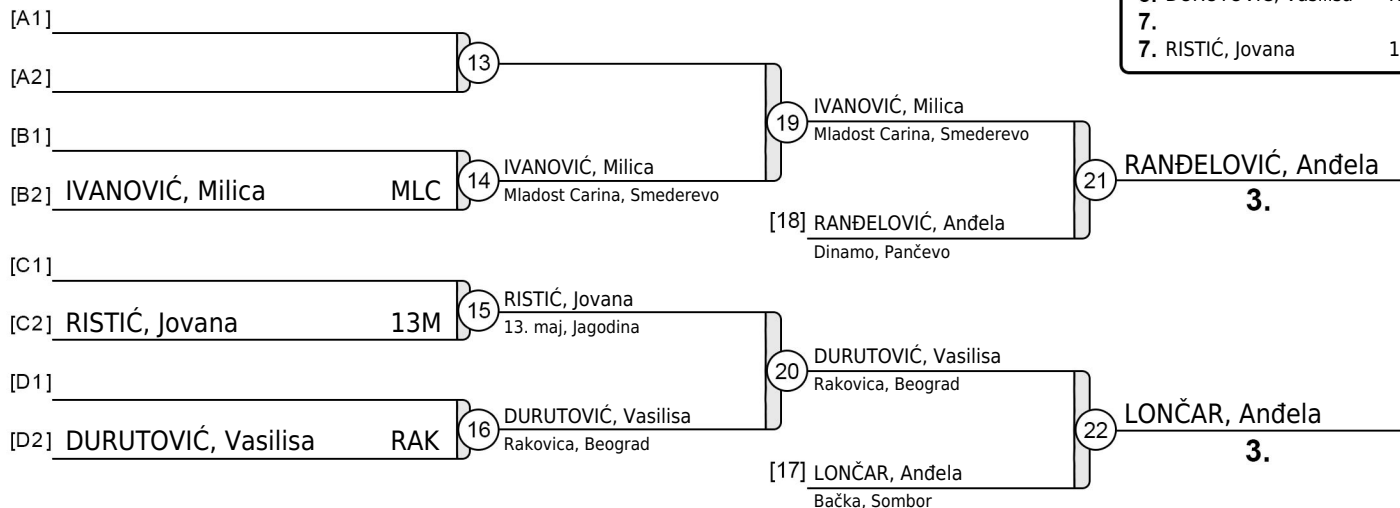 [A1]
13
[A2]
7.
7. RISTIĆ, Jovana 1
[B1]
19 IVANOVIĆ, Milica
Mladost Carina, Smederevo
[B2] IVANOVIĆ, Milica MLC 14 IVANOVIĆ, Milica
Mladost Carina, Smederevo
21 RANĐELOVIĆ, Anđela
3.
[18] RANĐELOVIĆ, Anđela
Dinamo, Pančevo
[C1]
[C2] RISTIĆ, Jovana 13M 15 RISTIĆ, Jovana
13. maj, Jagodina
20 DURUTOVIĆ, Vasilisa
Rakovica, Beograd
[D1]
[D2] DURUTOVIĆ, Vasilisa RAK 16 DURUTOVIĆ, Vasilisa
Rakovica, Beograd
22 LONČAR, Anđela
3.
[17] LONČAR, Anđela
Bačka, Sombor